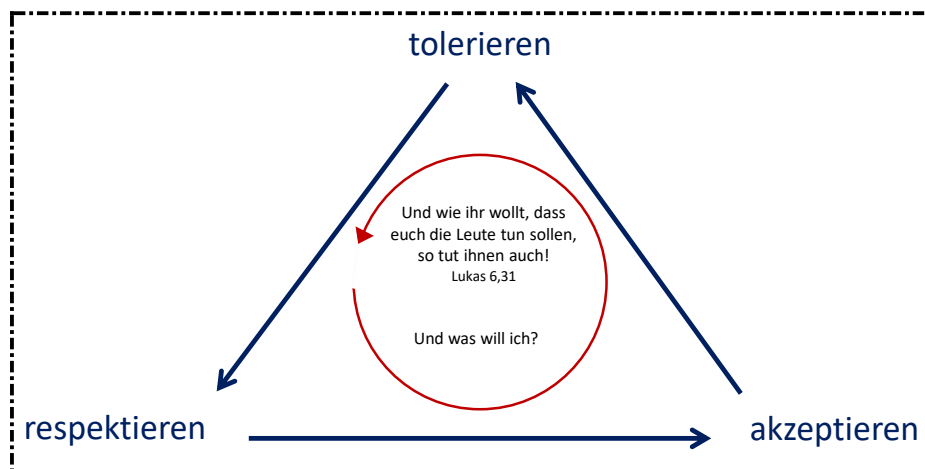 tolerieren
Und wie ihr wollt, dass
euch die Leute tun sollen,
so tut ihnen auch!
Lukas 6,31
Und was will ich?
respektieren
akzeptieren